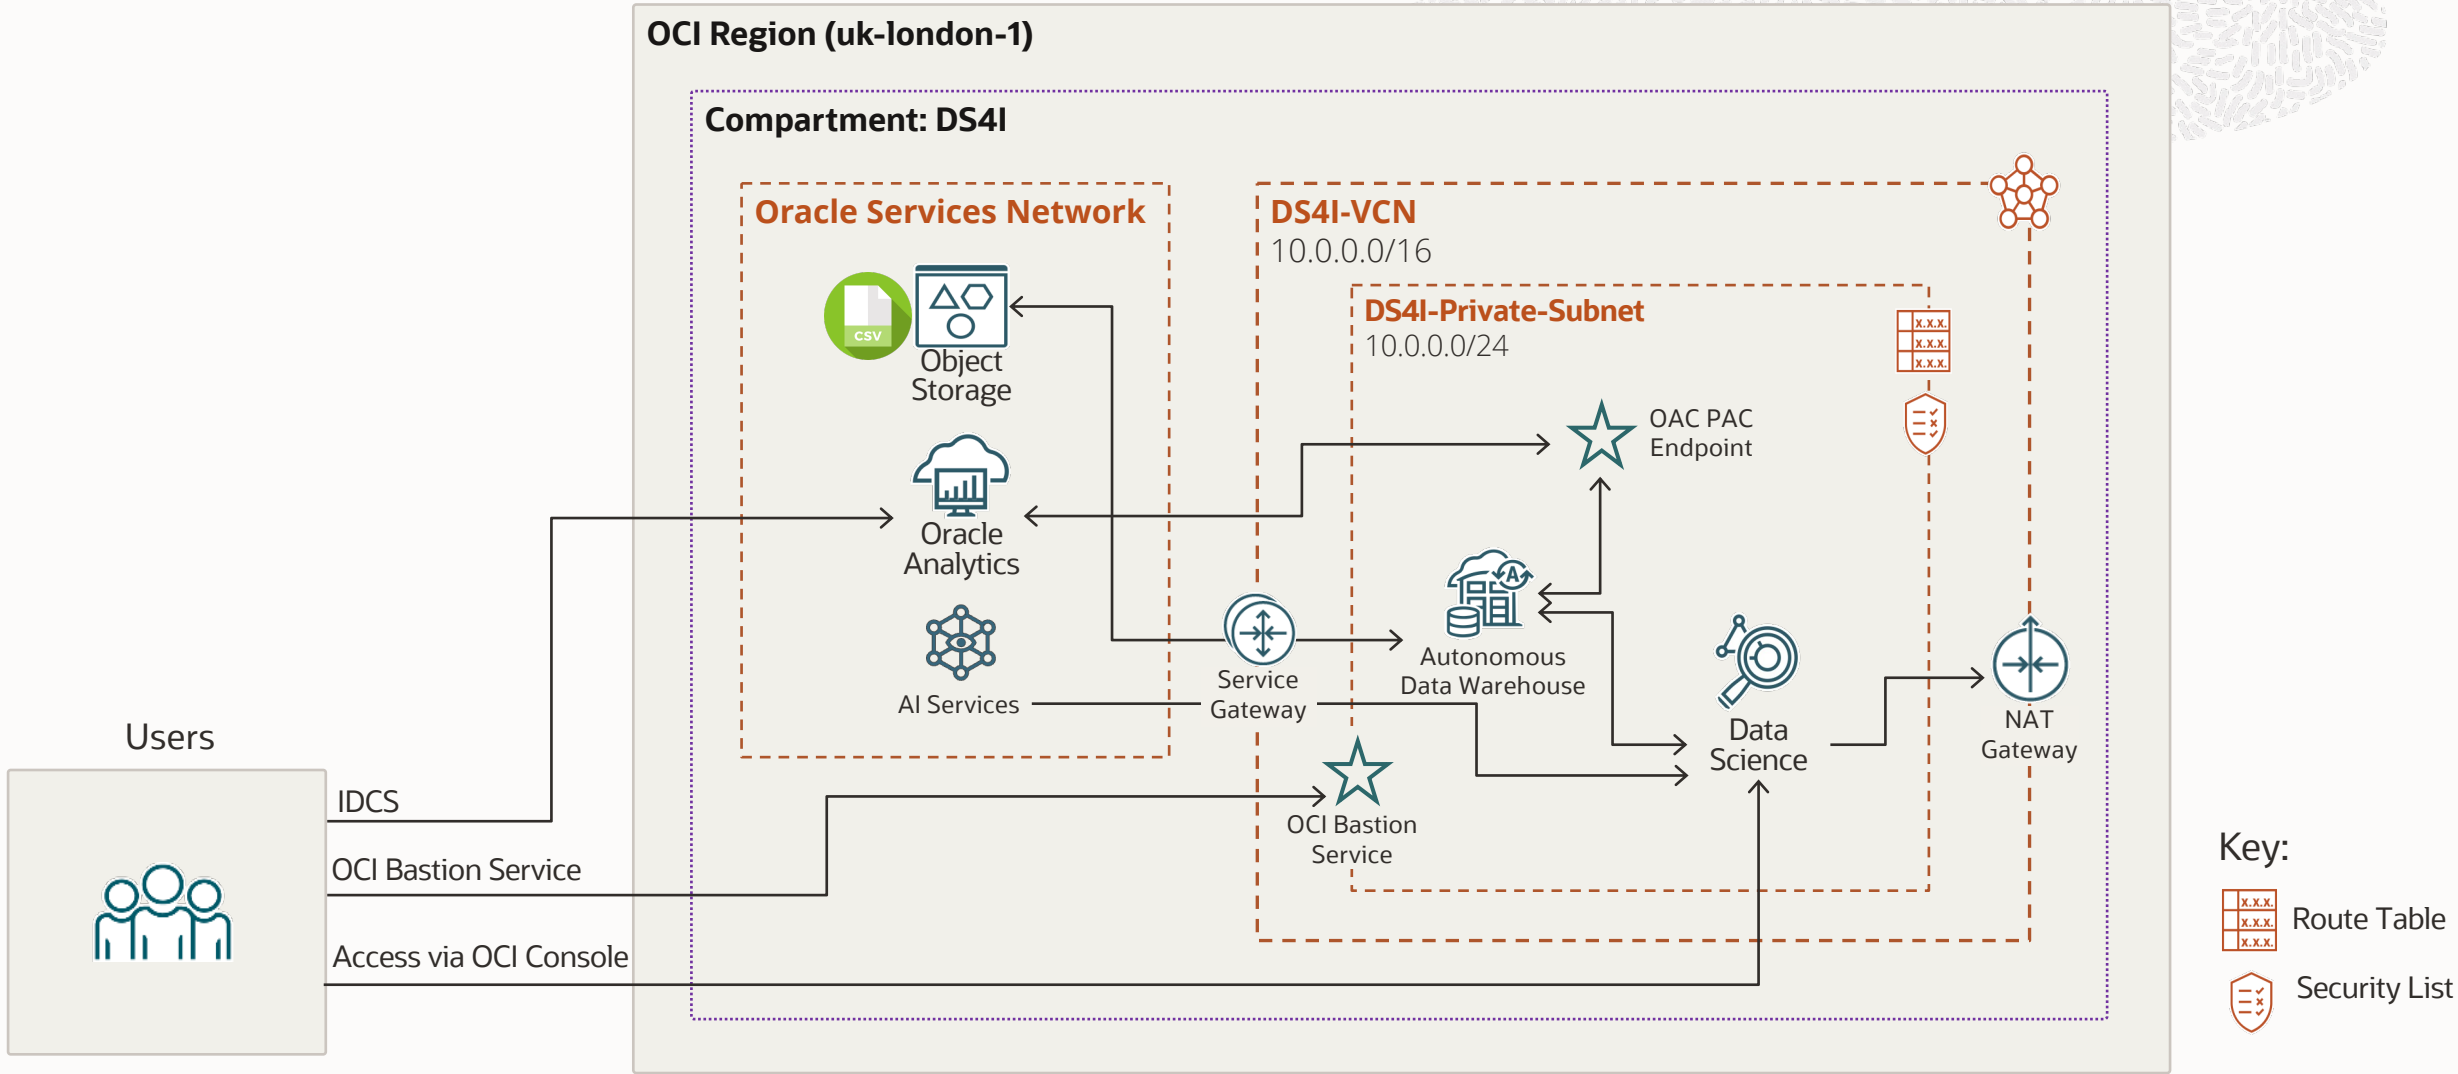 OCI Region (uk-london-1)
Compartment: DS4I
Oracle Services Network
CSV
Object
Storage
Oracle
Analytics
AI Services
DS4I-VCN
10.0.0.0/16
DS4I-Private-Subnet
10.0.0.0/24
x.x.x.
x.x.x.
x.x.x.
OAC PAC
Endpoint
A
Autonomous
Data Warehouse
Service
Gateway
Data
Science
NAT
Gateway
OCI Bastion
Service
Users
IDCS
OCI Bastion Service
Access via OCI Console
Key:
x.x.x.
x.x.x.
x.x.x.
Route Table
Security List